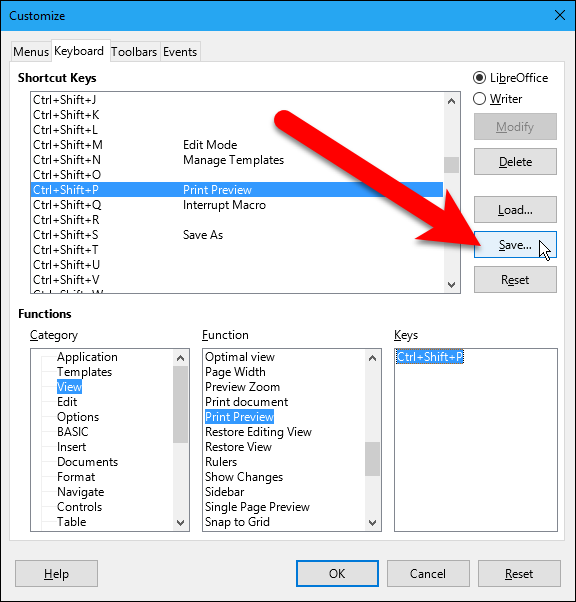 Customize
Menus Keyboard Toolbars Events
Shortcut Keys
Ctrl+Shift+J
Ctrl+Shift+K
Ctrl+Shift+L
Ctrl+Shift+M Edit Mode
Ctrl+Shift+N Manage Templates
Ctrl+Shift+O
Ctrl+Shift+P Print Preview
Ctrl+Shift+Q Interrupt Macro
Ctrl+Shift+R
Ctrl+Shift+S Save As
Ctrl+Shift+T
Ctrl+Shift+U
Ctrl+Shift+V
Ctrl+Shift+W
LibreOffice
Writer
Modify
Delete
Load...
Save...
Reset
Functions
Category
Application
Templates
View
Edit
Options
BASIC
Insert
Documents
Format
Navigate
Controls
Table
Function
Optimal view
Page Width
Preview Zoom
Print document
Print Preview
Restore Editing View
Restore View
Rulers
Show Changes
Sidebar
Single Page Preview
Snap to Grid
Keys
Ctrl+Shift+P
Help
OK
Cancel
Reset